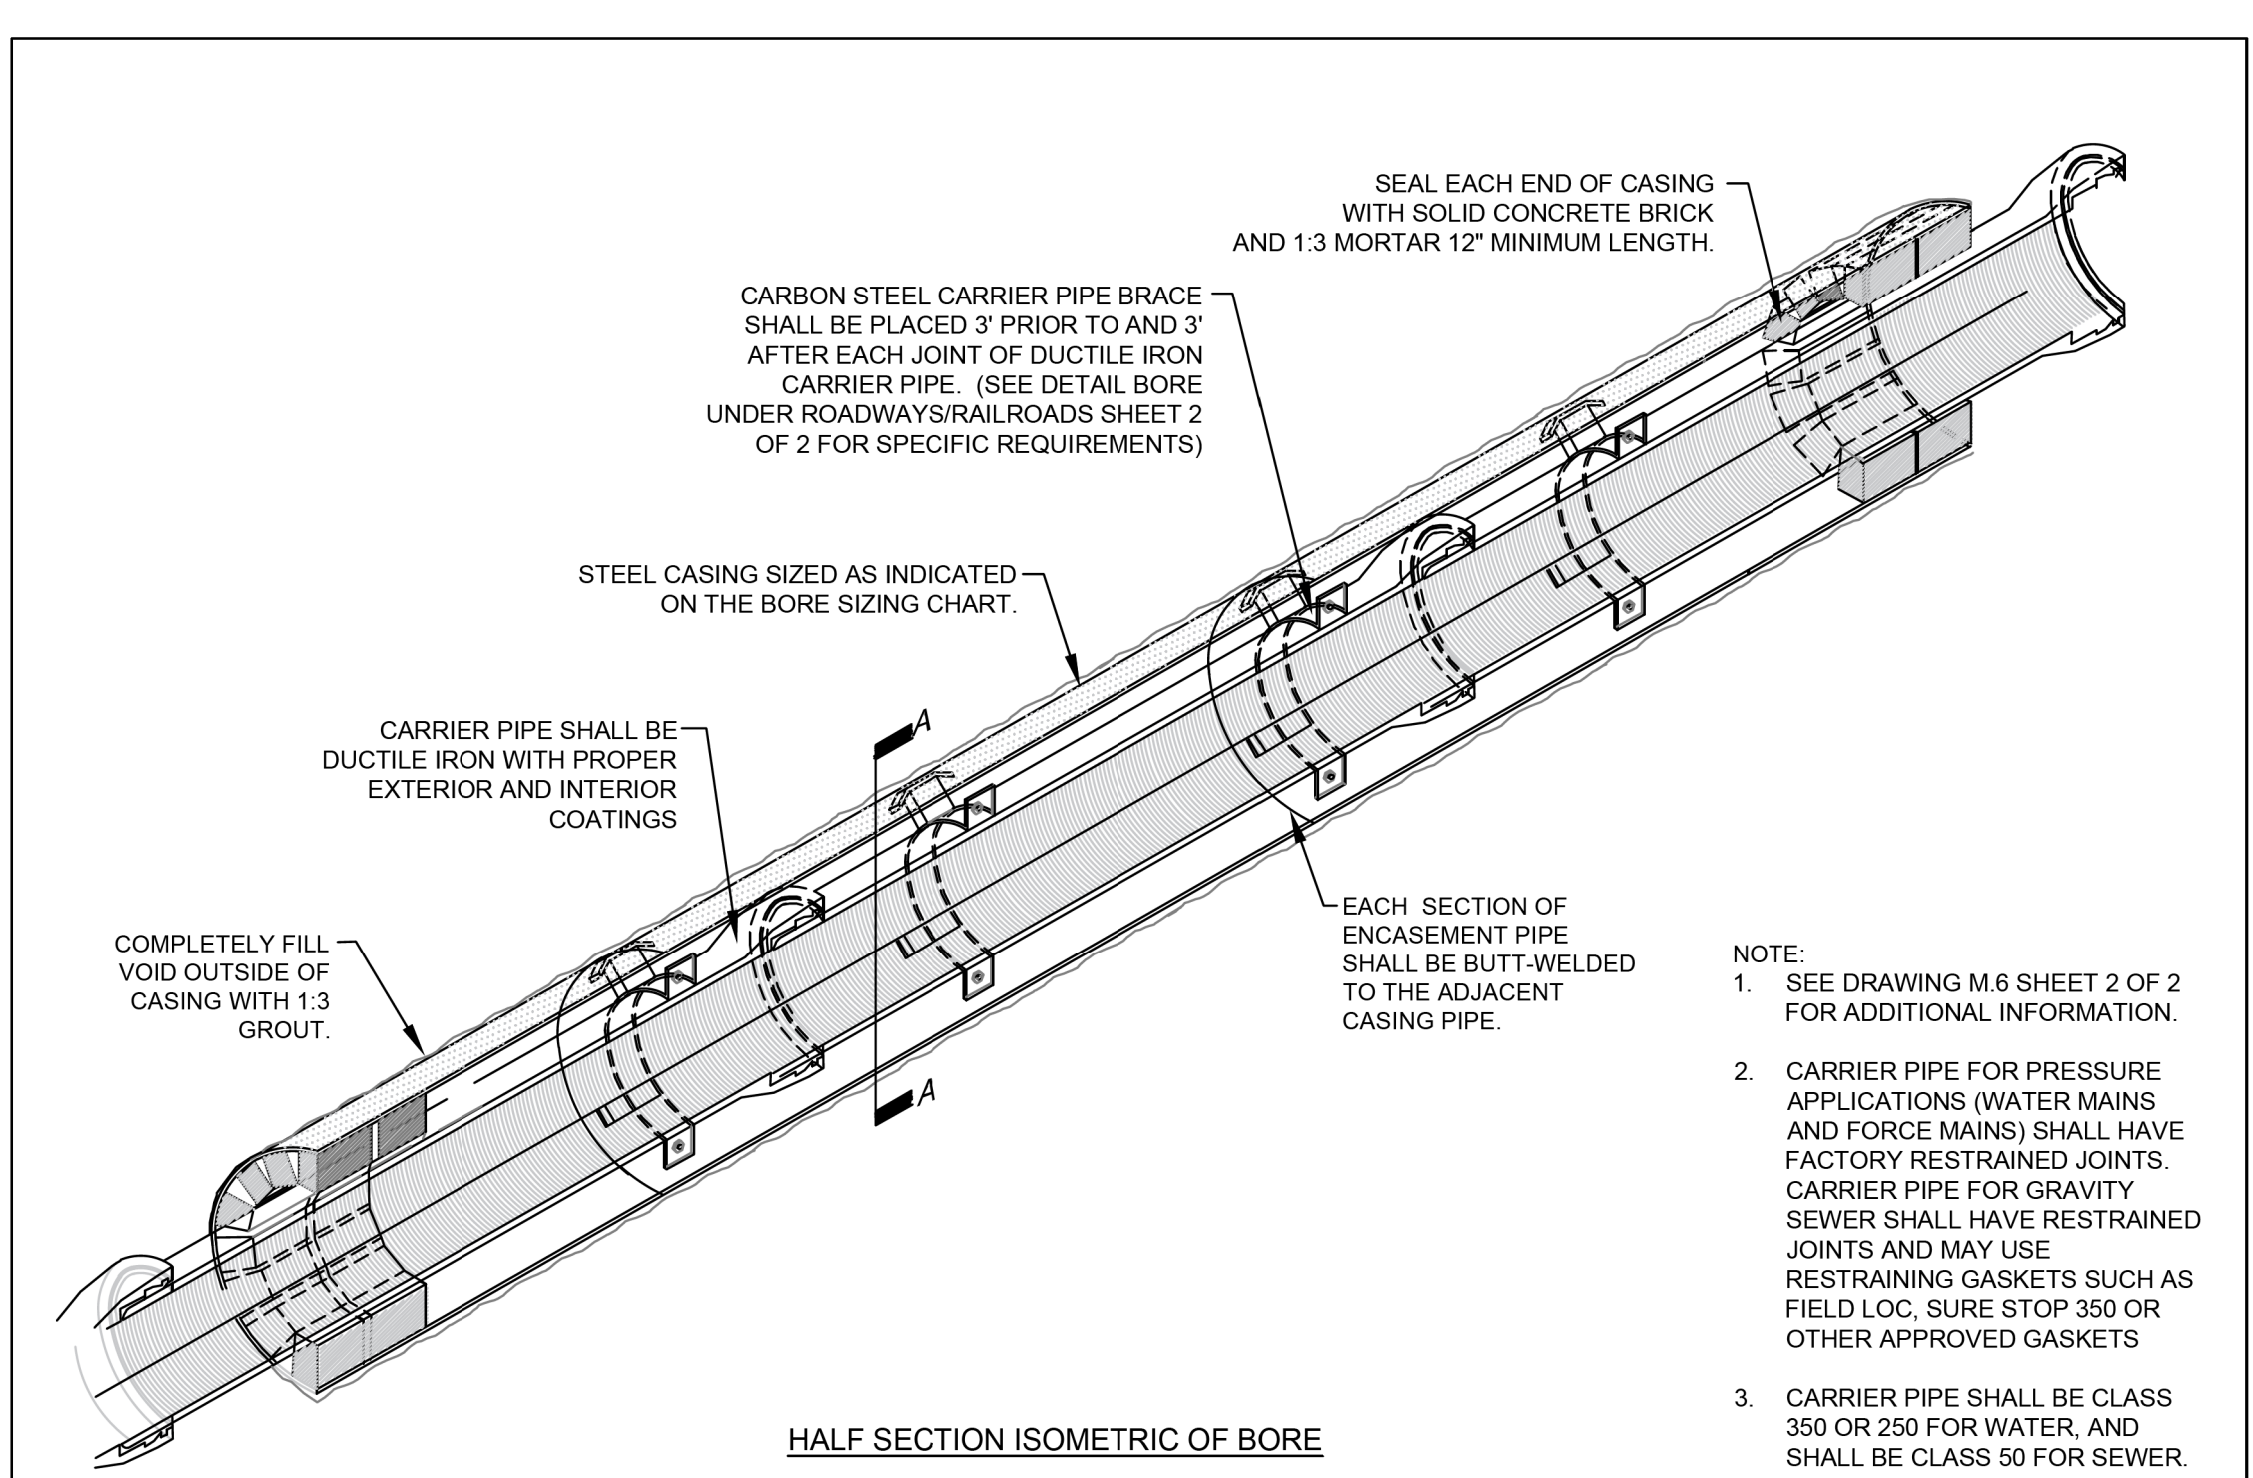 SEAL EACH END OF CASING
WITH SOLID CONCRETE BRICK
AND 1:3 MORTAR 12" MINIMUM LENGTH.
CARBON STEEL CARRIER PIPE BRACE
SHALL BE PLACED 3' PRIOR TO AND 3'
AFTER EACH JOINT OF DUCTILE IRON
CARRIER PIPE. (SEE DETAIL BORE
UNDER ROADWAYS/RAILROADS SHEET 2
OF 2 FOR SPECIFIC REQUIREMENTS)
STEEL CASING SIZED AS INDICATED
ON THE BORE SIZING CHART.
CARRIER PIPE SHALL BE
DUCTILE IRON WITH PROPER
EXTERIOR AND INTERIOR
COATINGS
A
A
COMPLETELY FILL
VOID OUTSIDE OF
CASING WITH 1:3
GROUT.
EACH SECTION OF
ENCASEMENT PIPE
SHALL BE BUTT-WELDED
TO THE ADJACENT
CASING PIPE.
NOTE:
1. SEE DRAWING M.6 SHEET 2 OF 2
FOR ADDITIONAL INFORMATION.
2. CARRIER PIPE FOR PRESSURE
APPLICATIONS (WATER MAINS
AND FORCE MAINS) SHALL HAVE
FACTORY RESTRAINED JOINTS.
CARRIER PIPE FOR GRAVITY
SEWER SHALL HAVE RESTRAINED
JOINTS AND MAY USE
RESTRAINING GASKETS SUCH AS
FIELD LOC, SURE STOP 350 OR
OTHER APPROVED GASKETS
3. CARRIER PIPE SHALL BE CLASS
350 OR 250 FOR WATER, AND
SHALL BE CLASS 50 FOR SEWER.
HALF SECTION ISOMETRIC OF BORE